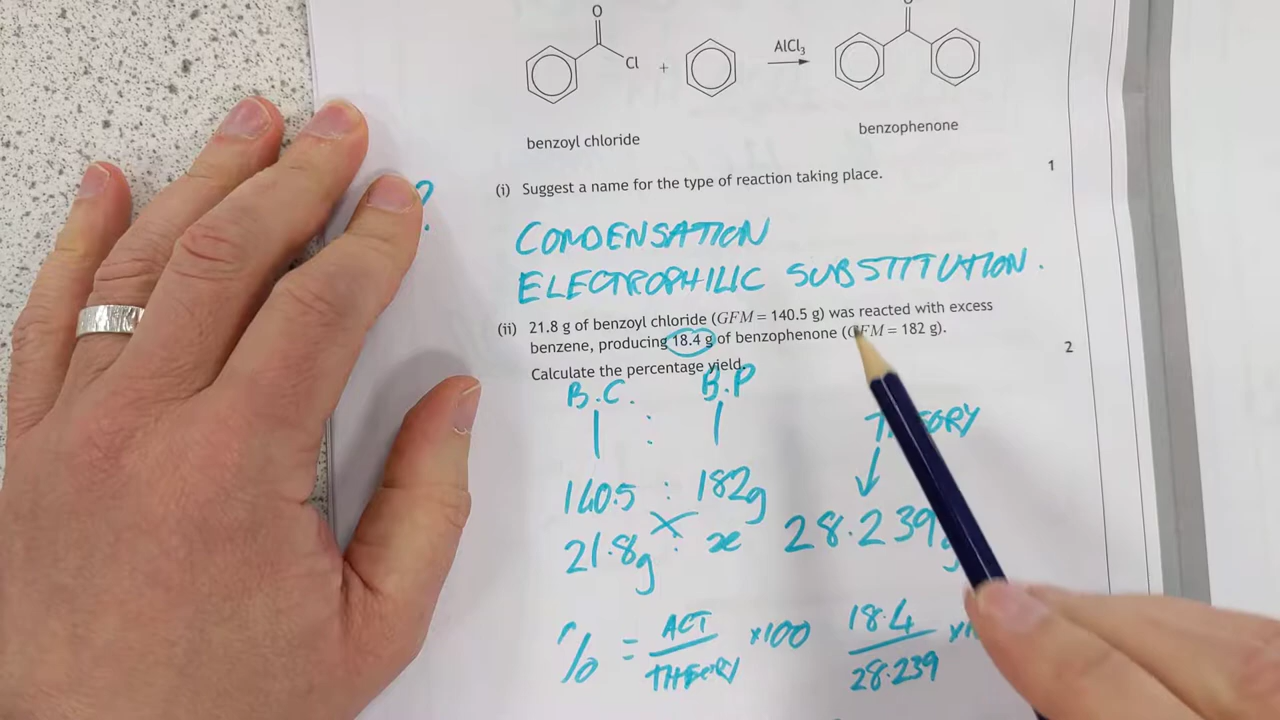 O
O
Cl + AlCl3
benzoyl chloride
benzophenone
(i) Suggest a name for the type of reaction taking place. 1
?
CONDENSATION
ELECTROPHILIC SUBSTITUTION.
(ii) 21.8 g of benzoyl chloride (GFM = 140.5 g) was reacted with excess
benzene, producing 18.4 g of benzophenone (GFM = 182 g).
Calculate the percentage yield. 2
B.C. B.P
1 : 1
THEORY
140.5 : 182g
21.8g : x 28.239g
% = ACT/THEORY ×100 18.4/28.239